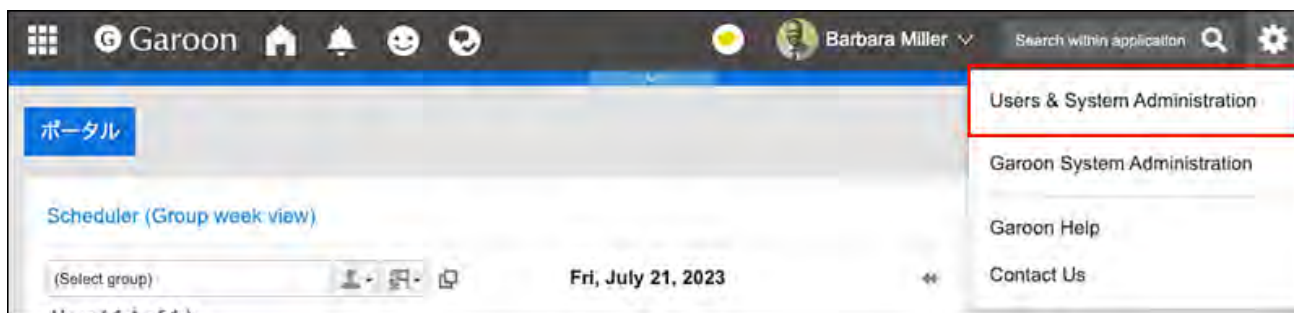 Garoon
Barbara Miller
Search within application
Users & System Administration
ポータル
Garoon System Administration
Scheduler (Group week view)
Garoon Help
(Select group)
Fri, July 21, 2023
Contact Us